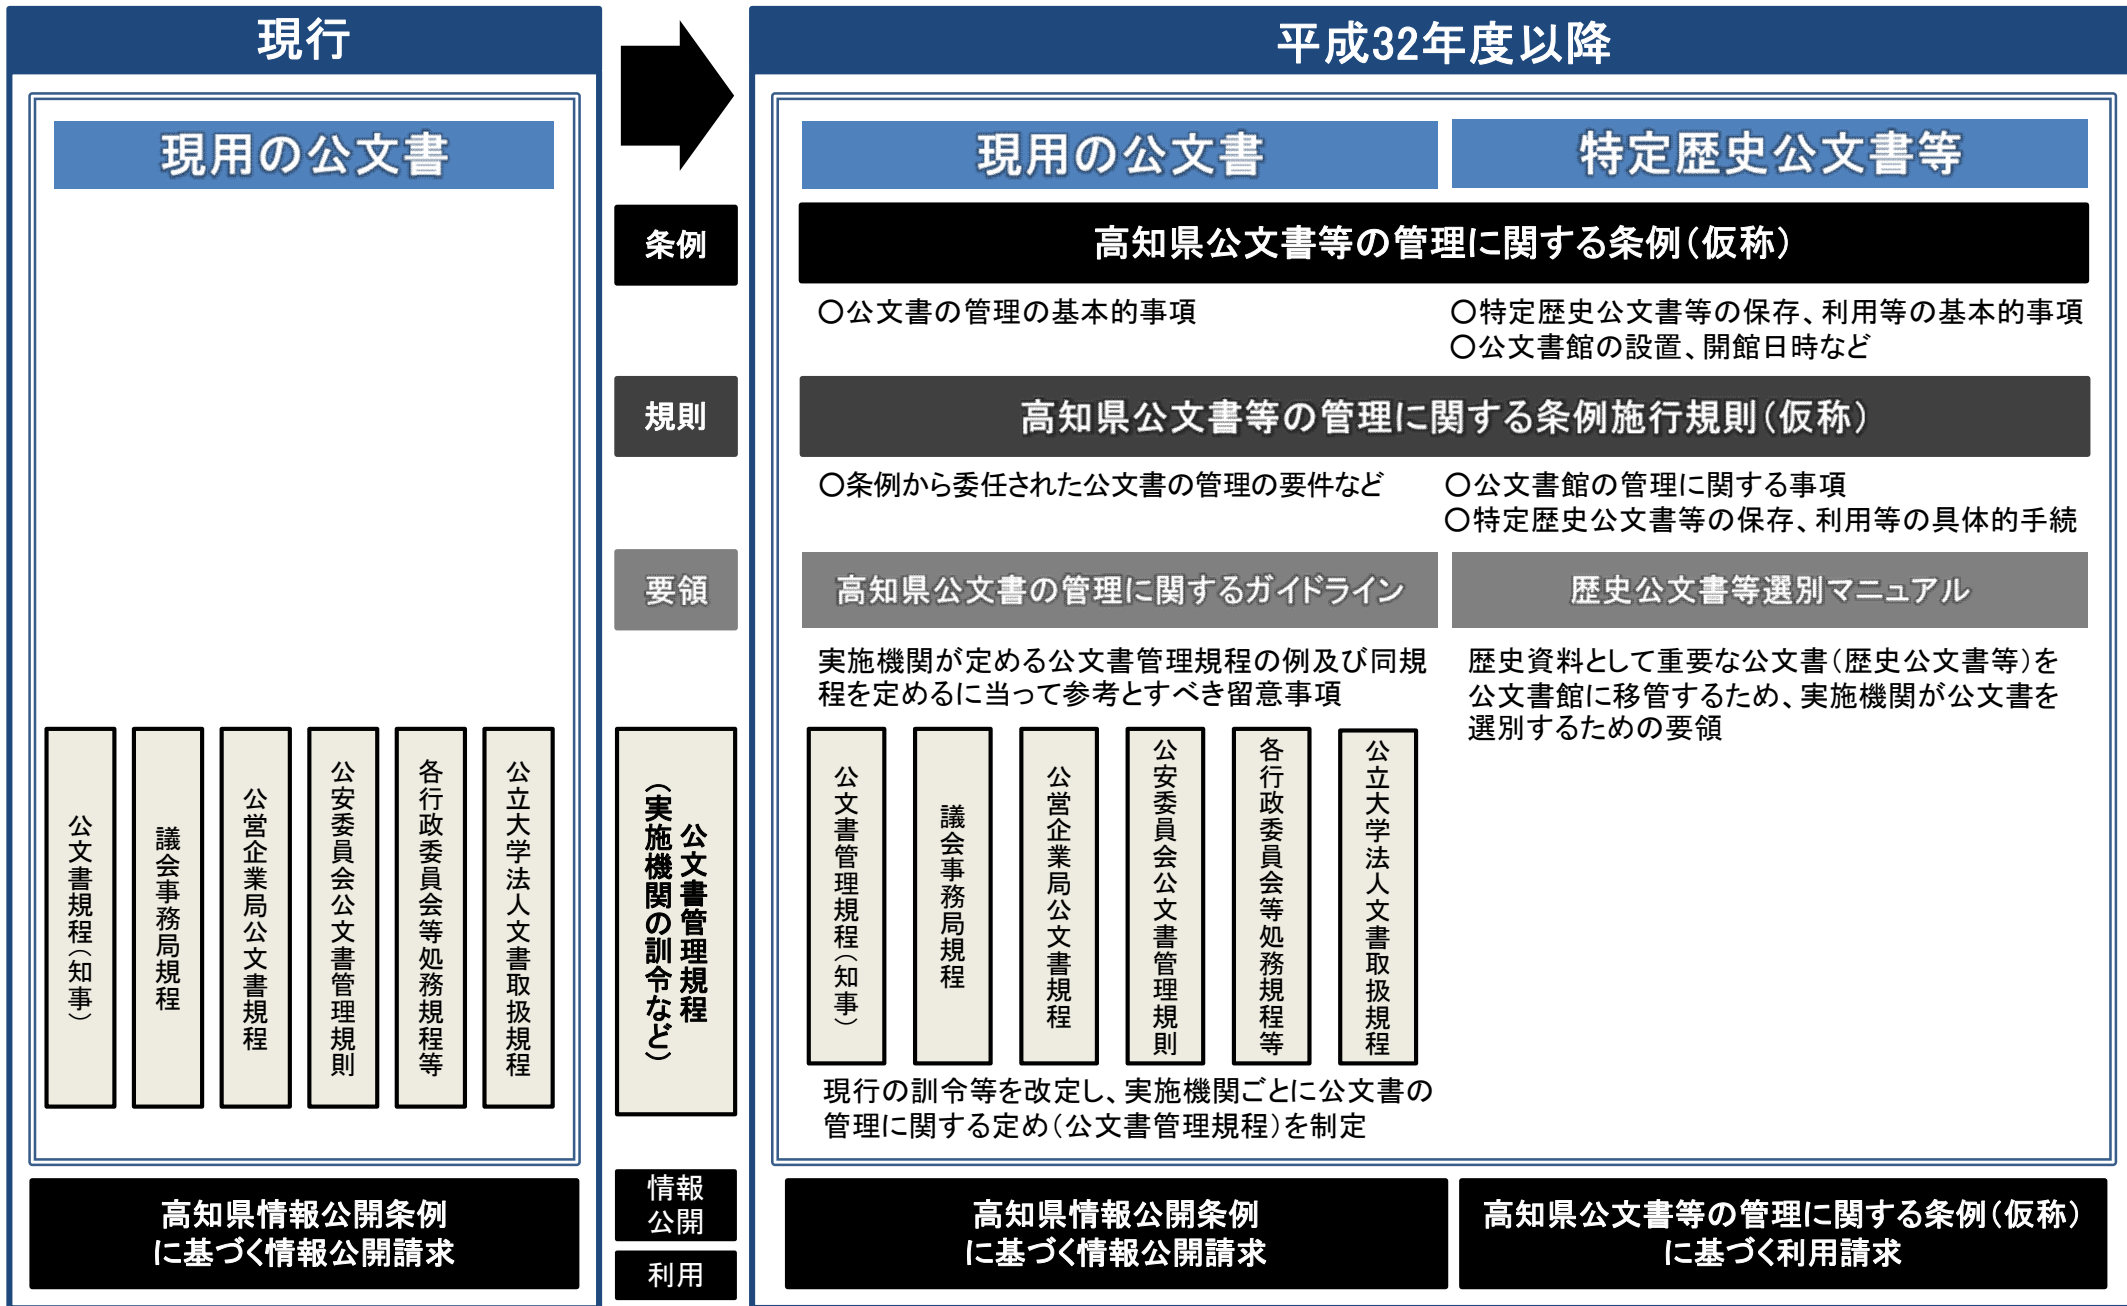 現行
現用の公文書
公文書規程(知事)
議会事務局規程
公営企業局公文書規程
公安委員会公文書管理規則
各行政委員会等処務規程等
公立大学法人文書取扱規程
高知県情報公開条例
に基づく情報公開請求
条例
規則
要領
公文書管理規程
(実施機関の訓令など)
情報
公開
利用
平成32年度以降
現用の公文書
特定歴史公文書等
高知県公文書等の管理に関する条例(仮称)
○公文書の管理の基本的事項
○特定歴史公文書等の保存、利用等の基本的事項
○公文書館の設置、開館日時など
高知県公文書等の管理に関する条例施行規則(仮称)
○条例から委任された公文書の管理の要件など
○公文書館の管理に関する事項
○特定歴史公文書等の保存、利用等の具体的手続
高知県公文書の管理に関するガイドライン
歴史公文書等選別マニュアル
実施機関が定める公文書管理規程の例及び同規
程を定めるに当って参考とすべき留意事項
歴史資料として重要な公文書(歴史公文書等)を
公文書館に移管するため、実施機関が公文書を
選別するための要領
公文書管理規程(知事)
議会事務局規程
公営企業局公文書規程
公安委員会公文書管理規則
各行政委員会等処務規程等
公立大学法人文書取扱規程
現行の訓令等を改定し、実施機関ごとに公文書の
管理に関する定め(公文書管理規程)を制定
高知県情報公開条例
に基づく情報公開請求
高知県公文書等の管理に関する条例(仮称)
に基づく利用請求